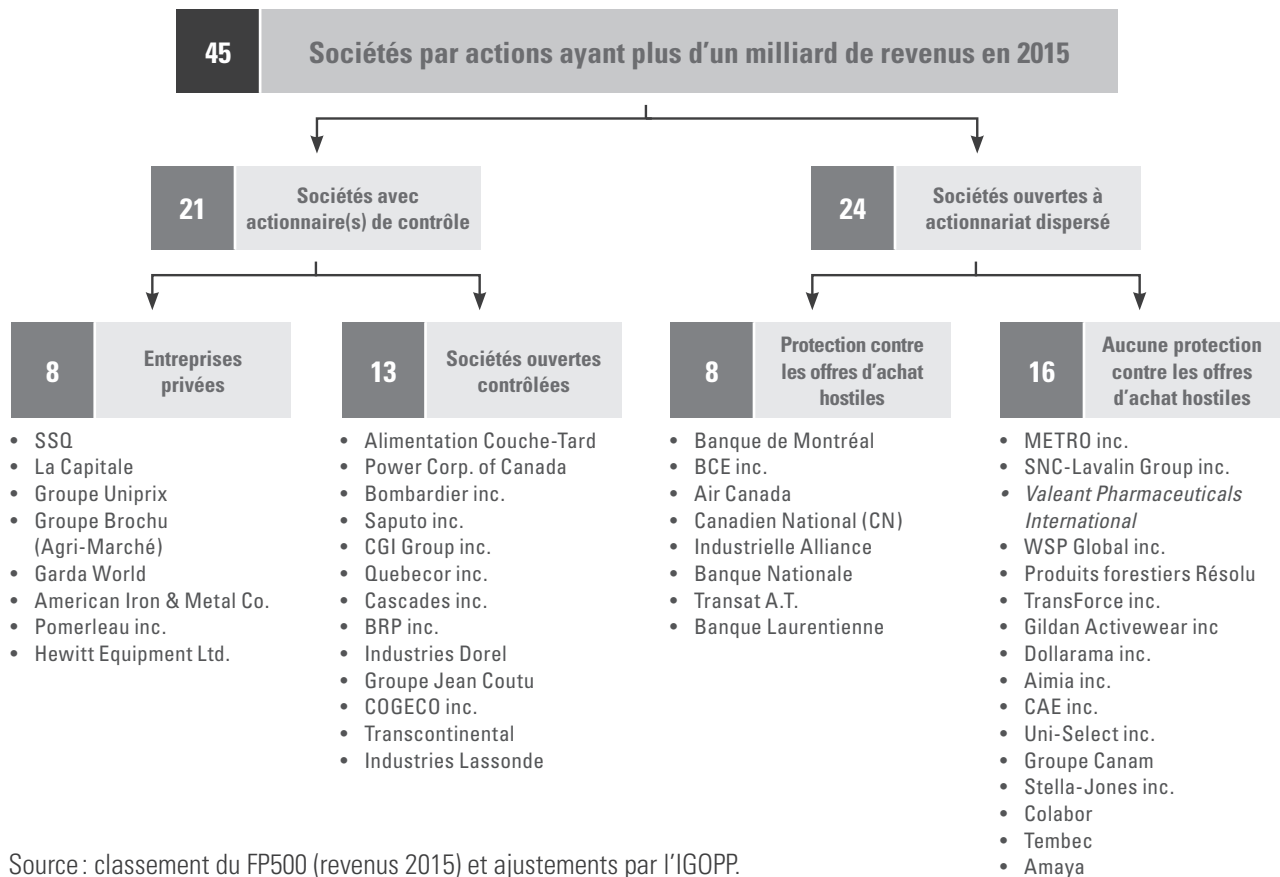 45
Sociétés par actions ayant plus d'un milliard de revenus en 2015
21
Sociétés avec
actionnaire(s) de contrôle
24
Sociétés ouvertes à
actionnariat dispersé
8
Entreprises
privées
• SSQ
• La Capitale
• Groupe Uniprix
• Groupe Brochu
(Agri-Marché)
• Garda World
• American Iron & Metal Co.
• Pomerleau inc.
• Hewitt Equipment Ltd.
13
Sociétés ouvertes
contrôlées
• Alimentation Couche-Tard
• Power Corp. of Canada
• Bombardier inc.
• Saputo inc.
• CGI Group inc.
• Quebecor inc.
• Cascades inc.
• BRP inc.
• Industries Dorel
• Groupe Jean Coutu
• COGECO inc.
• Transcontinental
• Industries Lassonde
8
Protection contre
les offres d'achat
hostiles
• Banque de Montréal
• BCE inc.
• Air Canada
• Canadien National (CN)
• Industrielle Alliance
• Banque Nationale
• Transat A.T.
• Banque Laurentienne
16
Aucune protection
contre les offres
d'achat hostiles
• METRO inc.
• SNC-Lavalin Group inc.
• Valeant Pharmaceuticals
International
• WSP Global inc.
• Produits forestiers Résolu
• TransForce inc.
• Gildan Activewear inc
• Dollarama inc.
• Aimia inc.
• CAE inc.
• Uni-Select inc.
• Groupe Canam
• Stella-Jones inc.
• Colabor
• Tembec
• Amaya
Source : classement du FP500 (revenus 2015) et ajustements par l'IGOPP.